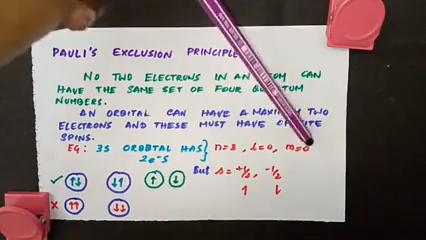 PAULI'S EXCLUSION PRINCIPLE
NO TWO ELECTRONS IN AN ATOM CAN
HAVE THE SAME SET OF FOUR QUANTUM
NUMBERS.
AN ORBITAL CAN HAVE A MAXIMUM TWO
ELECTRONS AND THESE MUST HAVE
SPINS.
EG: 3S ORBITAL HAS } n=3, l=0, m=0
2e-s But s = +1/2, -1/2
✓ ↑↓ ↓↑ ↑ ↓ 1 ↓
× ↑↑ ↓↓